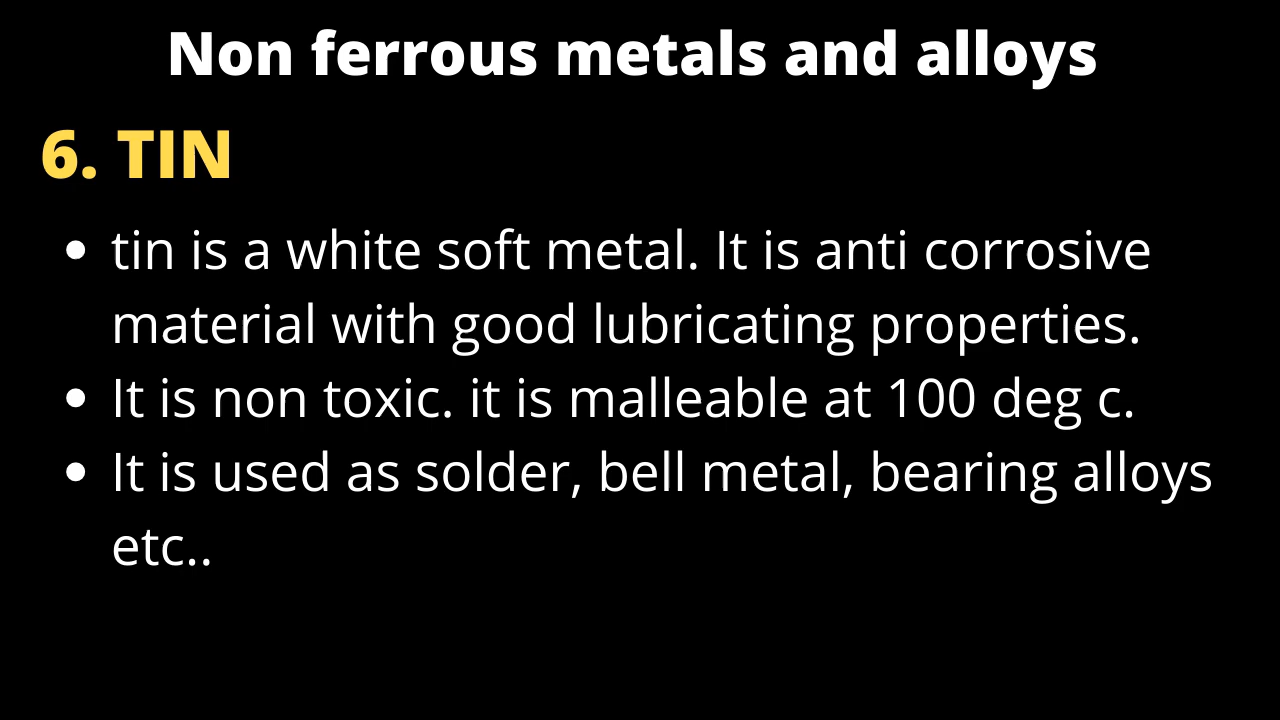 Non ferrous metals and alloys
6. TIN
• tin is a white soft metal. It is anti corrosive
material with good lubricating properties.
• It is non toxic. it is malleable at 100 deg c.
• It is used as solder, bell metal, bearing alloys
etc..